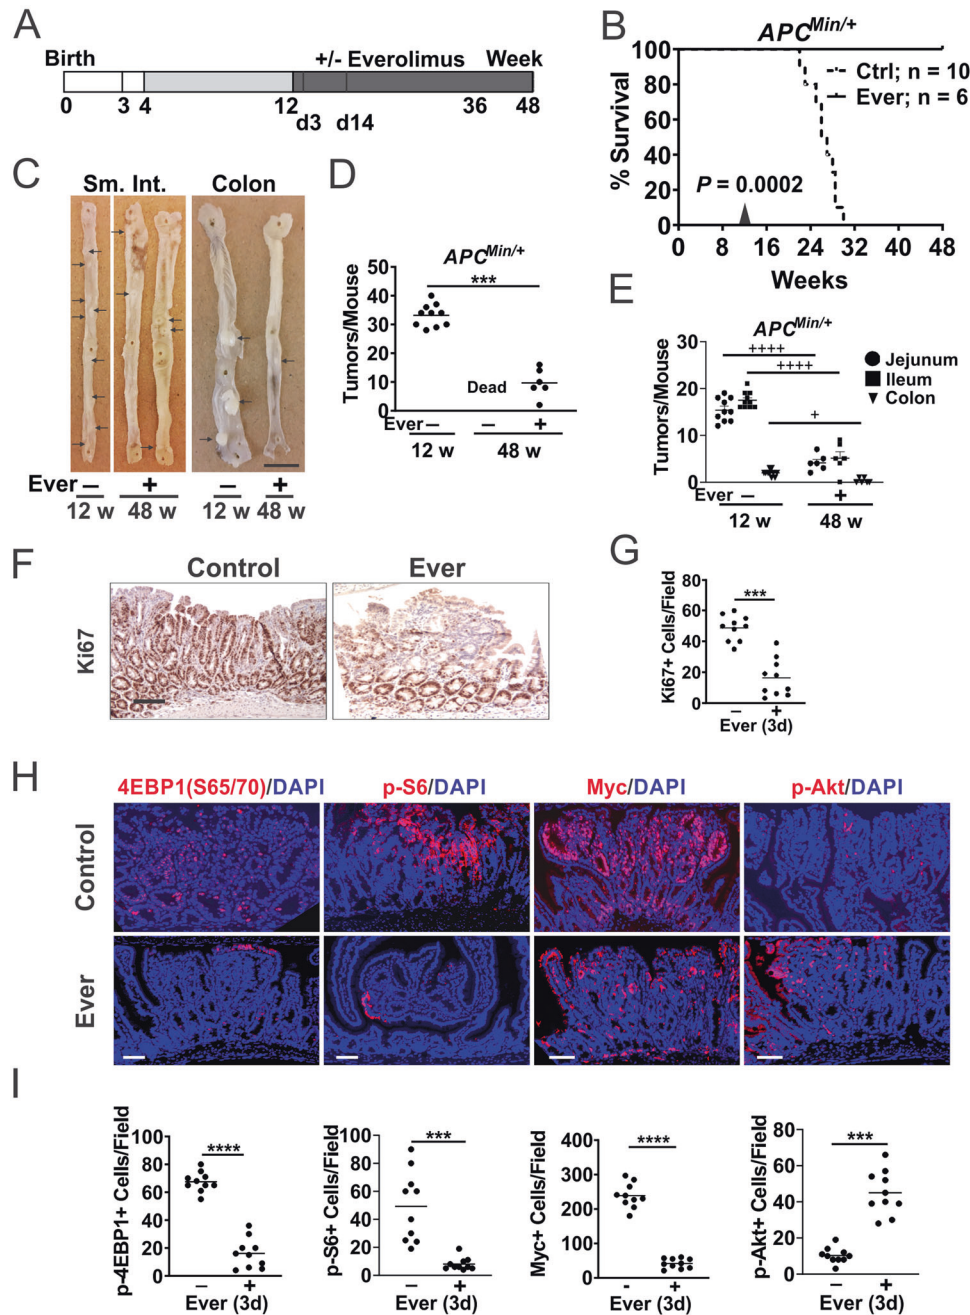 A
Birth +/- Everolimus Week
0 3 4 12 36 48
d3 d14
B
APC^Min/+
% Survival
100
80
60
40
20
0
Ctrl; n = 10
Ever; n = 6
P = 0.0002
0 8 16 24 32 40 48
Weeks
C
Sm. Int. Colon
Ever – + – +
12 w 48 w 12 w 48 w
D
APC^Min/+
***
Tumors/Mouse
50
40
30
20
10
0
Dead
Ever – – +
12 w 48 w
E
APC^Min/+
Tumors/Mouse
30
20
10
0
++++
++++
+
Jejunum
Ileum
Colon
Ever – +
12 w 48 w
F
Control Ever
Ki67
G
Ki67+ Cells/Field
60
40
20
0
***
– +
Ever (3d)
H
4EBP1(S65/70)/DAPI p-S6/DAPI Myc/DAPI p-Akt/DAPI
Control
Ever
I
p-4EBP1+ Cells/Field
100
80
60
40
20
0
****
– +
Ever (3d)
p-S6+ Cells/Field
100
80
60
40
20
0
***
– +
Ever (3d)
Myc+ Cells/Field
400
300
200
100
0
****
- +
Ever (3d)
p-Akt+ Cells/Field
80
60
40
20
0
***
– +
Ever (3d)